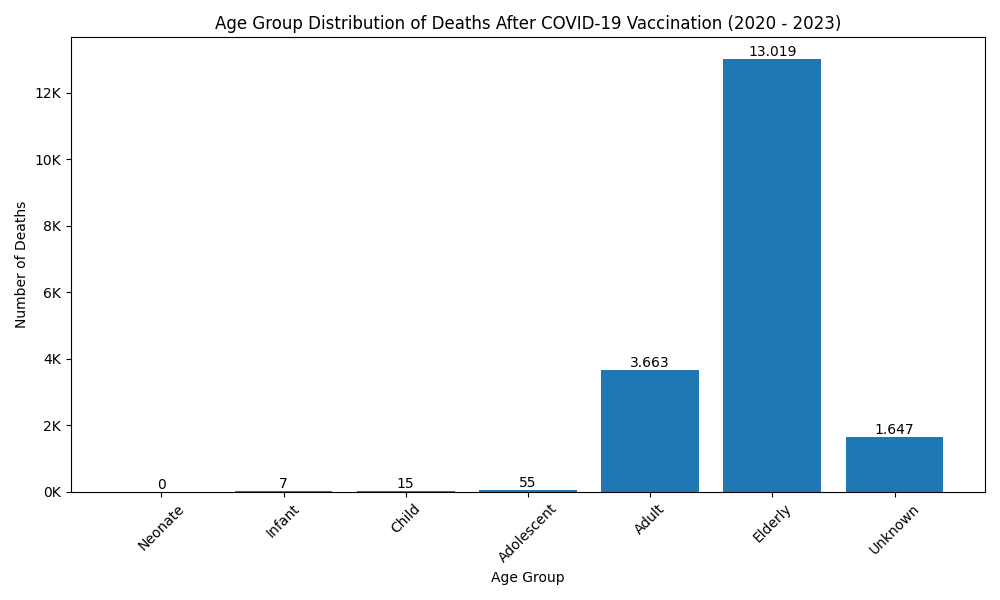 Age Group Distribution of Deaths After COVID-19 Vaccination (2020 - 2023)
Number of Deaths
12K
10K
8K
6K
4K
2K
0K
0
7
15
55
3.663
13.019
1.647
Neonate
Infant
Child
Adolescent
Adult
Elderly
Unknown
Age Group